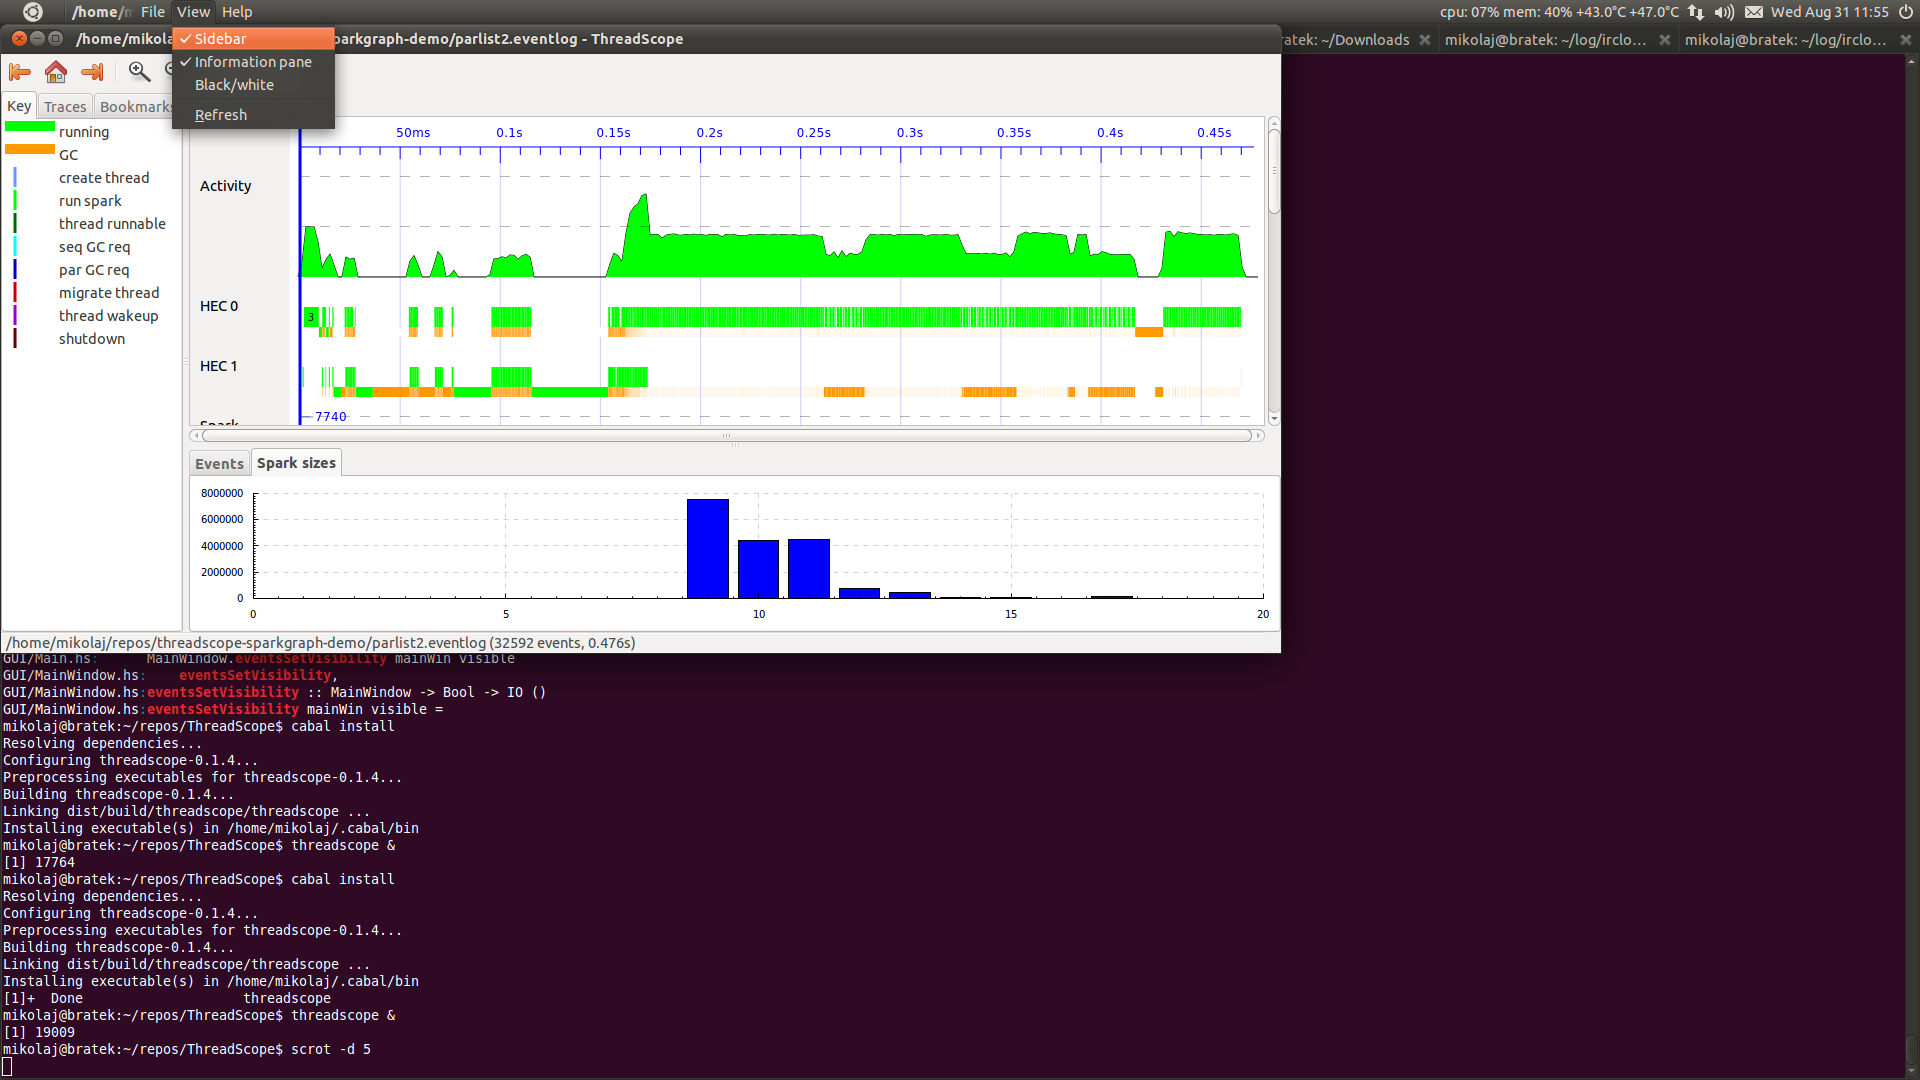 /home/m File View Help
cpu: 07% mem: 40% +43.0°C +47.0°C Wed Aug 31 11:55
/home/mikola
parkgraph-demo/parlist2.eventlog - ThreadScope
ratek: ~/Downloads
mikolaj@bratek: ~/log/irclo...
mikolaj@bratek: ~/log/irclo...
Sidebar
Information pane
Black/white
Refresh
Key Traces Bookmarks
running
GC
create thread
run spark
thread runnable
seq GC req
par GC req
migrate thread
thread wakeup
shutdown
50ms 0.1s 0.15s 0.2s 0.25s 0.3s 0.35s 0.4s 0.45s
Activity
HEC 0
3
HEC 1
7740
Spark
Events Spark sizes
8000000
6000000
4000000
2000000
0
0 5 10 15 20
/home/mikolaj/repos/threadscope-sparkgraph-demo/parlist2.eventlog (32592 events, 0.476s)
GUI/Main.hs: MainWindow.eventsSetVisibility mainWin visible
GUI/MainWindow.hs: eventsSetVisibility,
GUI/MainWindow.hs:eventsSetVisibility :: MainWindow -> Bool -> IO ()
GUI/MainWindow.hs:eventsSetVisibility mainWin visible =
mikolaj@bratek:~/repos/ThreadScope$ cabal install
Resolving dependencies...
Configuring threadscope-0.1.4...
Preprocessing executables for threadscope-0.1.4...
Building threadscope-0.1.4...
Linking dist/build/threadscope/threadscope ...
Installing executable(s) in /home/mikolaj/.cabal/bin
mikolaj@bratek:~/repos/ThreadScope$ threadscope &
[1] 17764
mikolaj@bratek:~/repos/ThreadScope$ cabal install
Resolving dependencies...
Configuring threadscope-0.1.4...
Preprocessing executables for threadscope-0.1.4...
Building threadscope-0.1.4...
Linking dist/build/threadscope/threadscope ...
Installing executable(s) in /home/mikolaj/.cabal/bin
[1]+ Done threadscope
mikolaj@bratek:~/repos/ThreadScope$ threadscope &
[1] 19009
mikolaj@bratek:~/repos/ThreadScope$ scrot -d 5